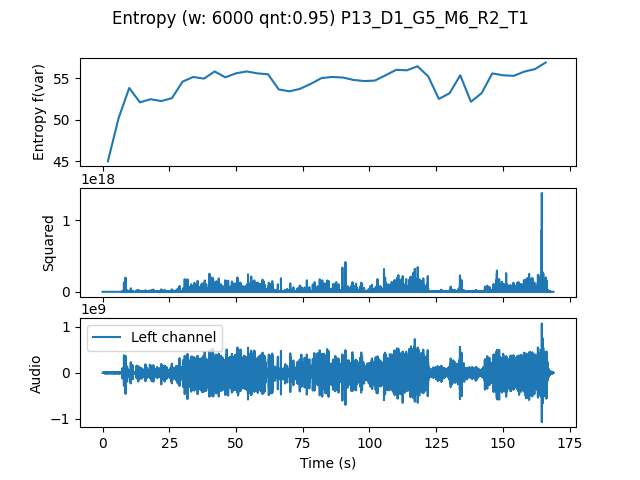 Entropy (w: 6000 qnt:0.95) P13_D1_G5_M6_R2_T1
Entropy f(var)
55
50
45
1e18
Squared
1
0
1e9
Audio
1
0
−1
Left channel
0 25 50 75 100 125 150 175
Time (s)